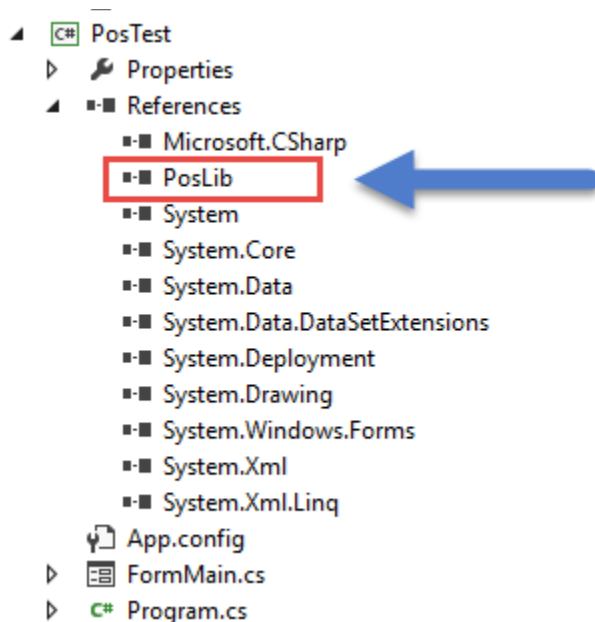 C# PosTest
Properties
References
Microsoft.CSharp
PosLib
System
System.Core
System.Data
System.Data.DataSetExtensions
System.Deployment
System.Drawing
System.Windows.Forms
System.Xml
System.Xml.Linq
App.config
FormMain.cs
C# Program.cs